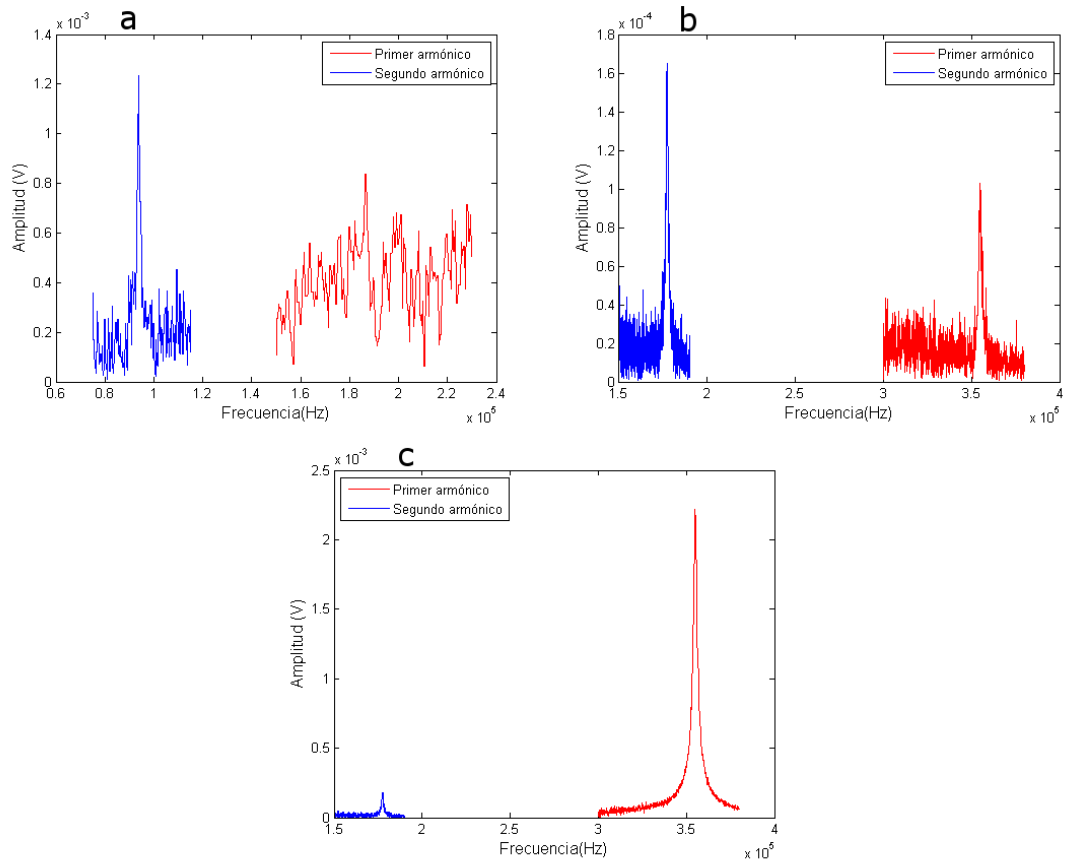 a
x 10⁻³
Amplitud (V)
1.4
1.2
1
0.8
0.6
0.4
0.2
0
Primer armónico
Segundo armónico
0.6 0.8 1 1.2 1.4 1.6 1.8 2 2.2 2.4
Frecuencia(Hz)
x 10⁵
b
x 10⁻⁴
Amplitud (V)
1.8
1.6
1.4
1.2
1
0.8
0.6
0.4
0.2
0
Primer armónico
Segundo armónico
1.5 2 2.5 3 3.5 4
Frecuencia(Hz)
x 10⁵
c
x 10⁻³
Amplitud (V)
2.5
2
1.5
1
0.5
0
Primer armónico
Segundo armónico
1.5 2 2.5 3 3.5 4
Frecuencia(Hz)
x 10⁵